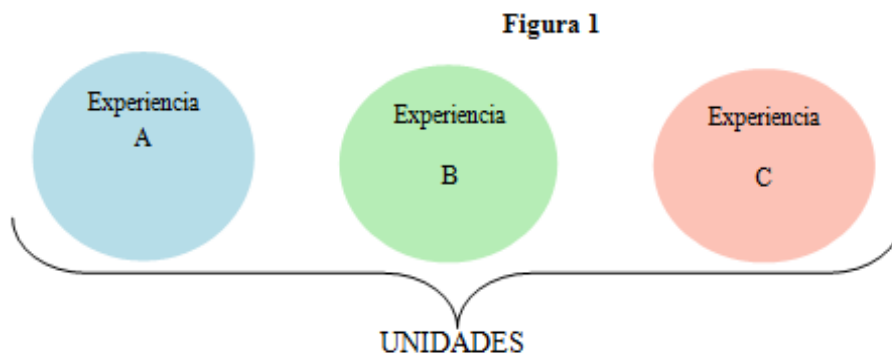 Figura 1
Experiencia
A
Experiencia
B
Experiencia
C
UNIDADES